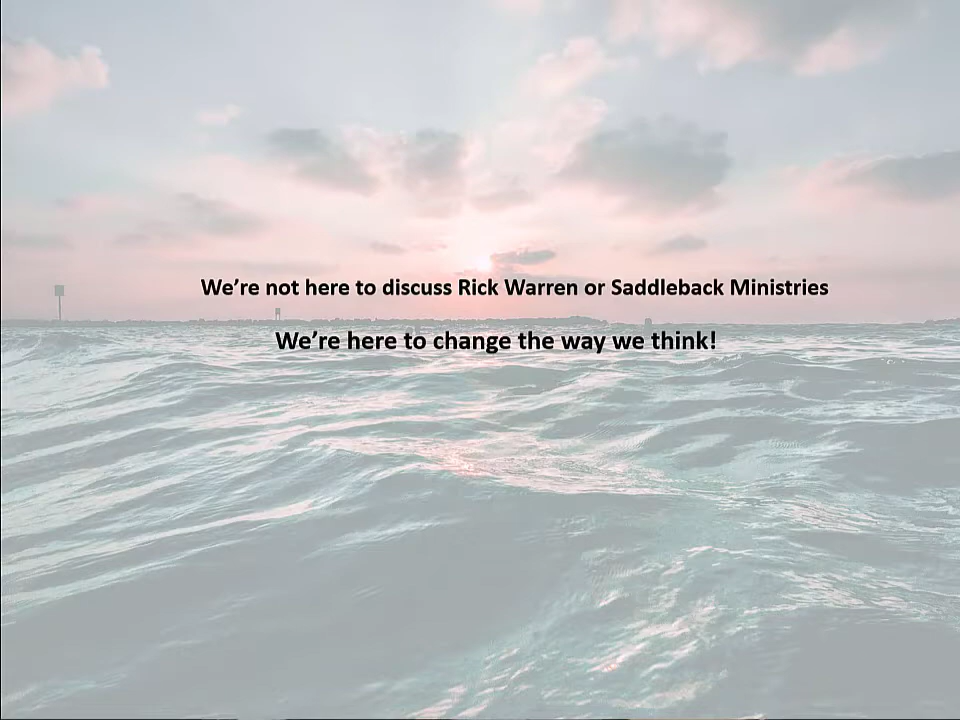 We’re not here to discuss Rick Warren or Saddleback Ministries
We’re here to change the way we think!